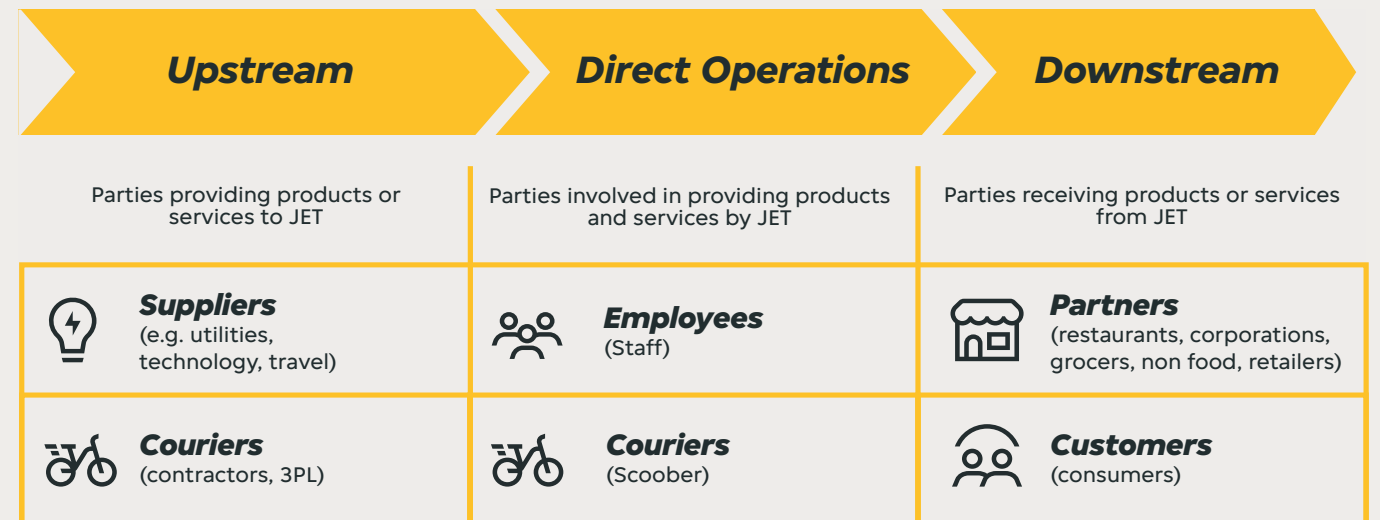 Upstream
Direct Operations
Downstream
Parties providing products or
services to JET
Parties involved in providing products
and services by JET
Parties receiving products or services
from JET
Suppliers
(e.g. utilities,
technology, travel)
Employees
(Staff)
Partners
(restaurants, corporations,
grocers, non food, retailers)
Couriers
(contractors, 3PL)
Couriers
(Scoober)
Customers
(consumers)